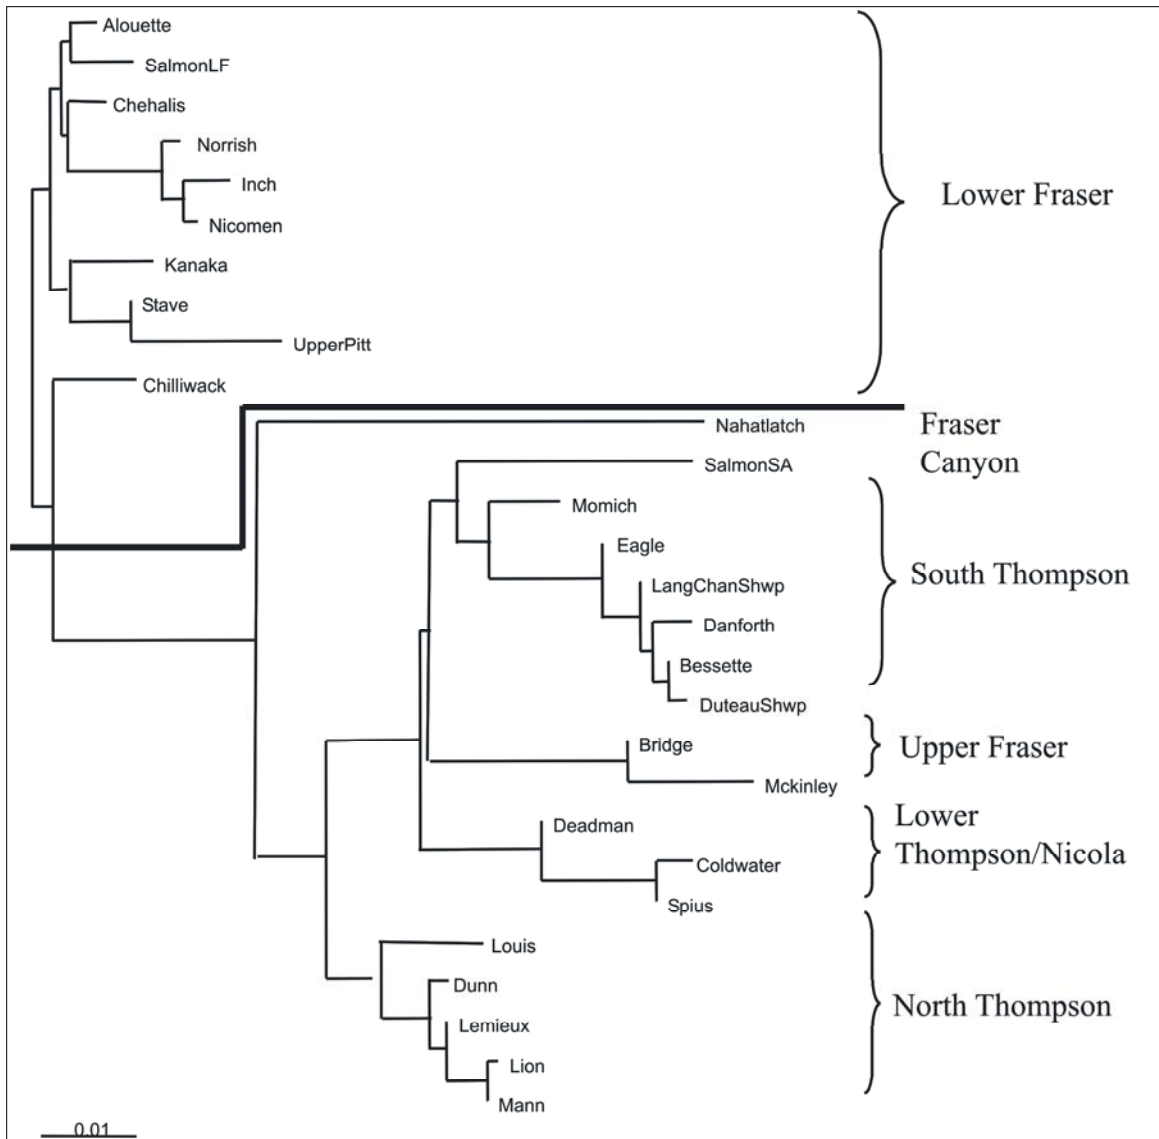 Alouette
SalmonLF
Chehalis
Norrish
Inch
Nicomen
Kanaka
Stave
UpperPitt
Chilliwack
Lower Fraser
Nahatlatch
Fraser
Canyon
SalmonSA
Momich
Eagle
LangChanShwp
Danforth
Bessette
DuteauShwp
South Thompson
Bridge
Mckinley
Upper Fraser
Deadman
Coldwater
Spius
Lower
Thompson/Nicola
Louis
Dunn
Lemieux
Lion
Mann
North Thompson
0.01